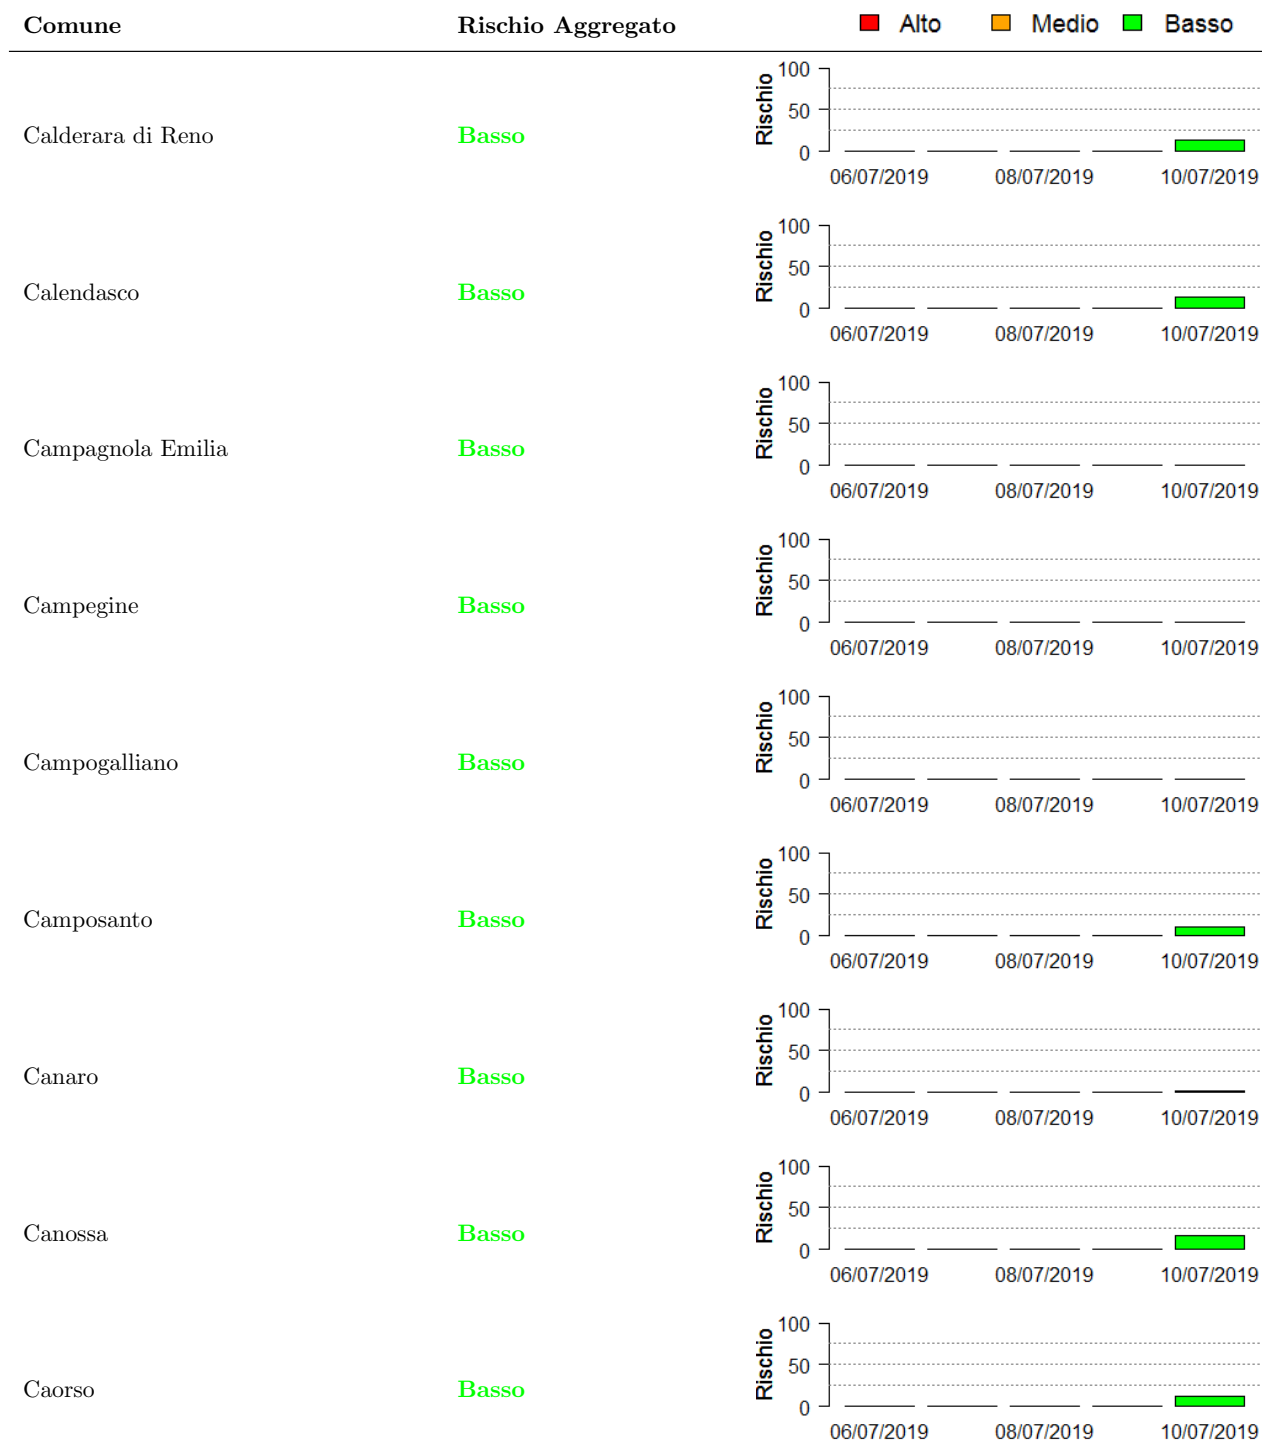 Comune Rischio Aggregato Alto Medio Basso
Calderara di Reno Basso Rischio 100 50 0
06/07/2019 08/07/2019 10/07/2019
Calendasco Basso Rischio 100 50 0
06/07/2019 08/07/2019 10/07/2019
Campagnola Emilia Basso Rischio 100 50 0
06/07/2019 08/07/2019 10/07/2019
Campegine Basso Rischio 100 50 0
06/07/2019 08/07/2019 10/07/2019
Campogalliano Basso Rischio 100 50 0
06/07/2019 08/07/2019 10/07/2019
Camposanto Basso Rischio 100 50 0
06/07/2019 08/07/2019 10/07/2019
Canaro Basso Rischio 100 50 0
06/07/2019 08/07/2019 10/07/2019
Canossa Basso Rischio 100 50 0
06/07/2019 08/07/2019 10/07/2019
Caorso Basso Rischio 100 50 0
06/07/2019 08/07/2019 10/07/2019